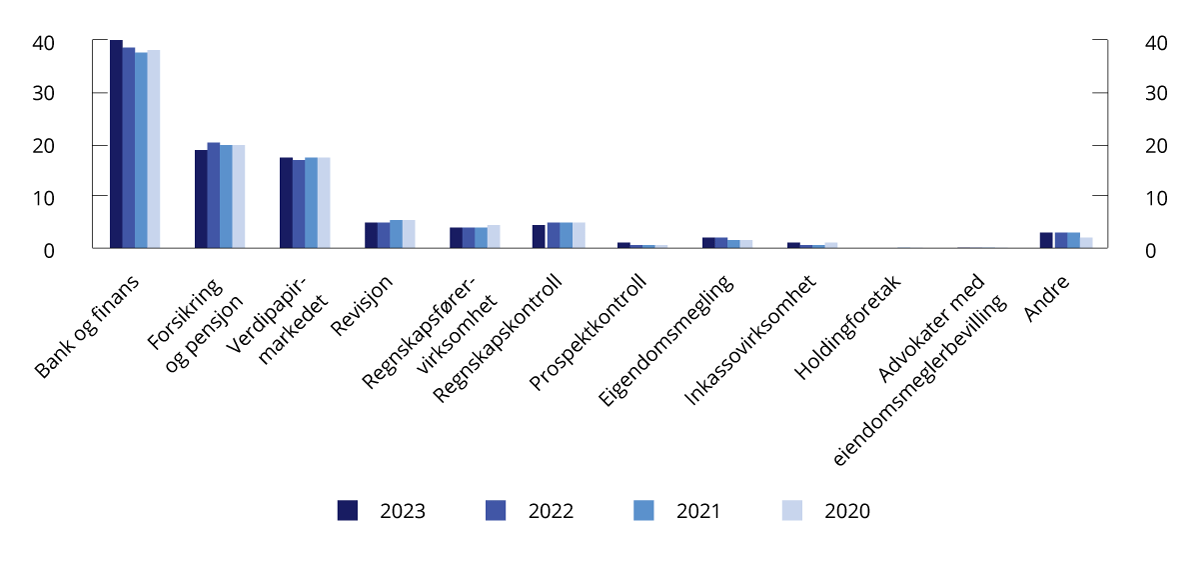 40
30
20
10
0
40
30
20
10
0
Bank og finans
Forsikring
og pensjon
Verdipapir-
markedet
Revisjon
Regnskapsfører-
virksomhet
Regnskapskontroll
Prospektkontroll
Eigendomsmegling
Inkassovirksomhet
Holdingforetak
Advokater med
eiendomsmeglerbevilling
Andre
2023
2022
2021
2020